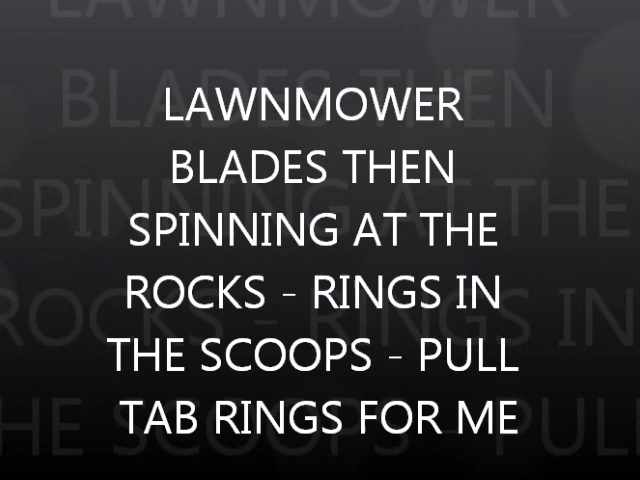 LAWNMOWER
BLADES THEN
SPINNING AT THE
ROCKS - RINGS IN
THE SCOOPS - PULL
TAB RINGS FOR ME